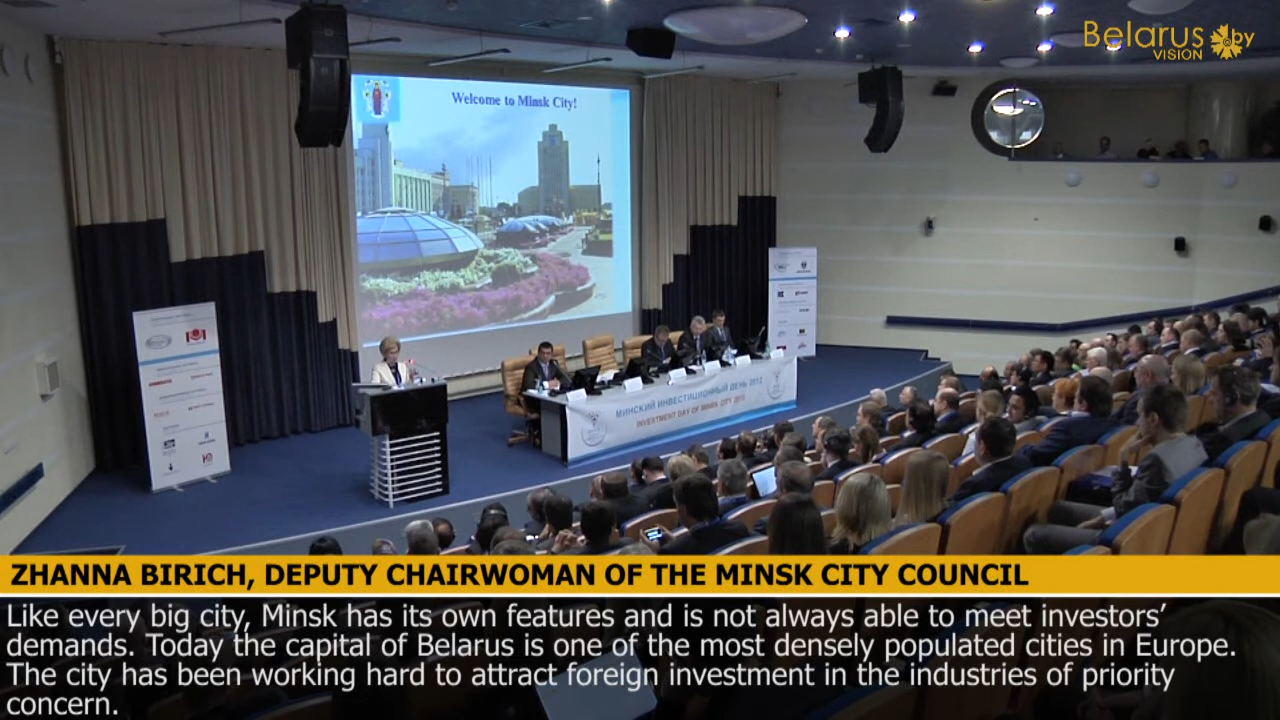 Belarus by
VISION
Welcome to Minsk City!
МИНСКИЙ ИНВЕСТИЦИОННЫЙ ДЕНЬ 2012
INVESTMENT DAY OF MINSK CITY 2012
ZHANNA BIRICH, DEPUTY CHAIRWOMAN OF THE MINSK CITY COUNCIL
Like every big city, Minsk has its own features and is not always able to meet investors’
demands. Today the capital of Belarus is one of the most densely populated cities in Europe.
The city has been working hard to attract foreign investment in the industries of priority
concern.